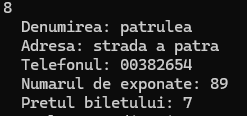 8
Denumirea: patrulea
Adresa: strada a patra
Telefonul: 00382654
Numarul de exponate: 89
Pretul biletului: 7